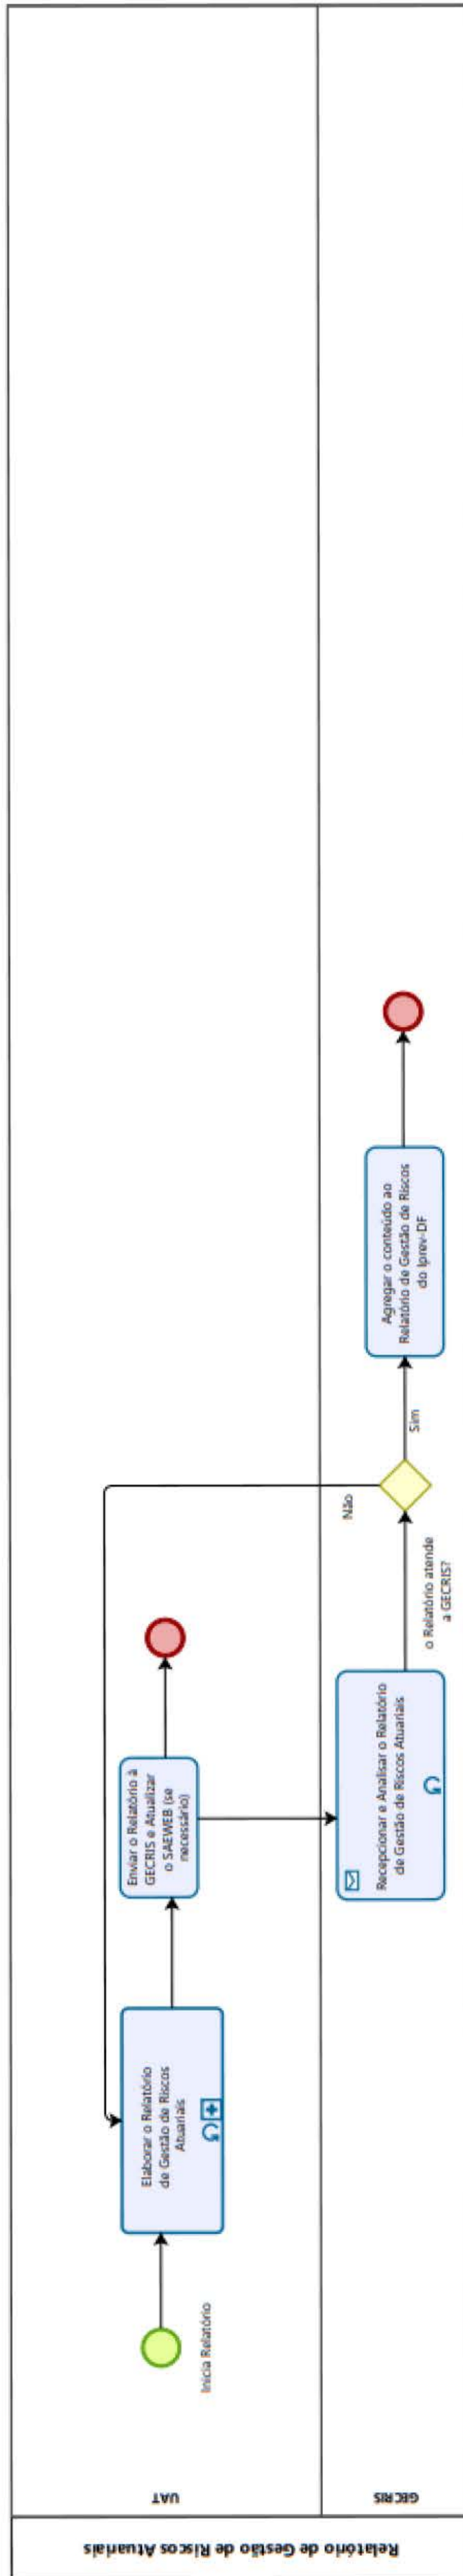 Relatório de Gestão de Riscos Atuariais
UAT
Inicia Relatório
Elaborar o Relatório
de Gestão de Riscos
Atuariais
Enviar o Relatório à
GECRIS e Atualizar
o SAEWEB (se
necessário)
GECRIS
Recepcionar e Analisar o Relatório
de Gestão de Riscos Atuariais
o Relatório atende
a GECRIS?
Não
Sim
Agregar o conteúdo ao
Relatório de Gestão de Riscos
do Iprev-DF